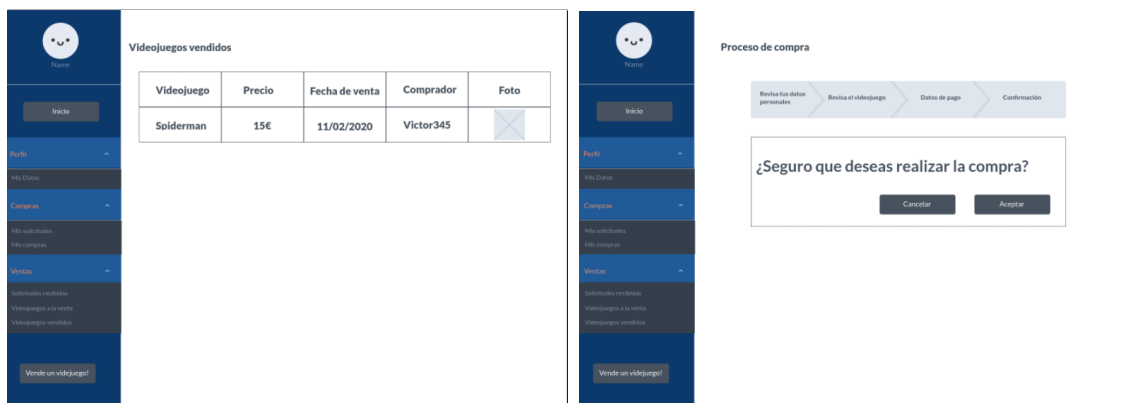 Name
Inicio
Perfil
Mis Datos
Compras
Mis solicitudes
Mis compras
Ventas
Solicitudes recibidas
Videojuegos a la venta
Videojuegos vendidos
Vende un videjuego!
Videojuegos vendidos
Videojuego Precio Fecha de venta Comprador Foto
Spiderman 15€ 11/02/2020 Victor345
Name
Inicio
Perfil
Mis Datos
Compras
Mis solicitudes
Mis compras
Ventas
Solicitudes recibidas
Videojuegos a la venta
Videojuegos vendidos
Vende un videjuego!
Proceso de compra
Revisa tus datos
personales
Revisa el videojuego
Datos de pago
Confirmación
¿Seguro que deseas realizar la compra?
Cancelar Aceptar